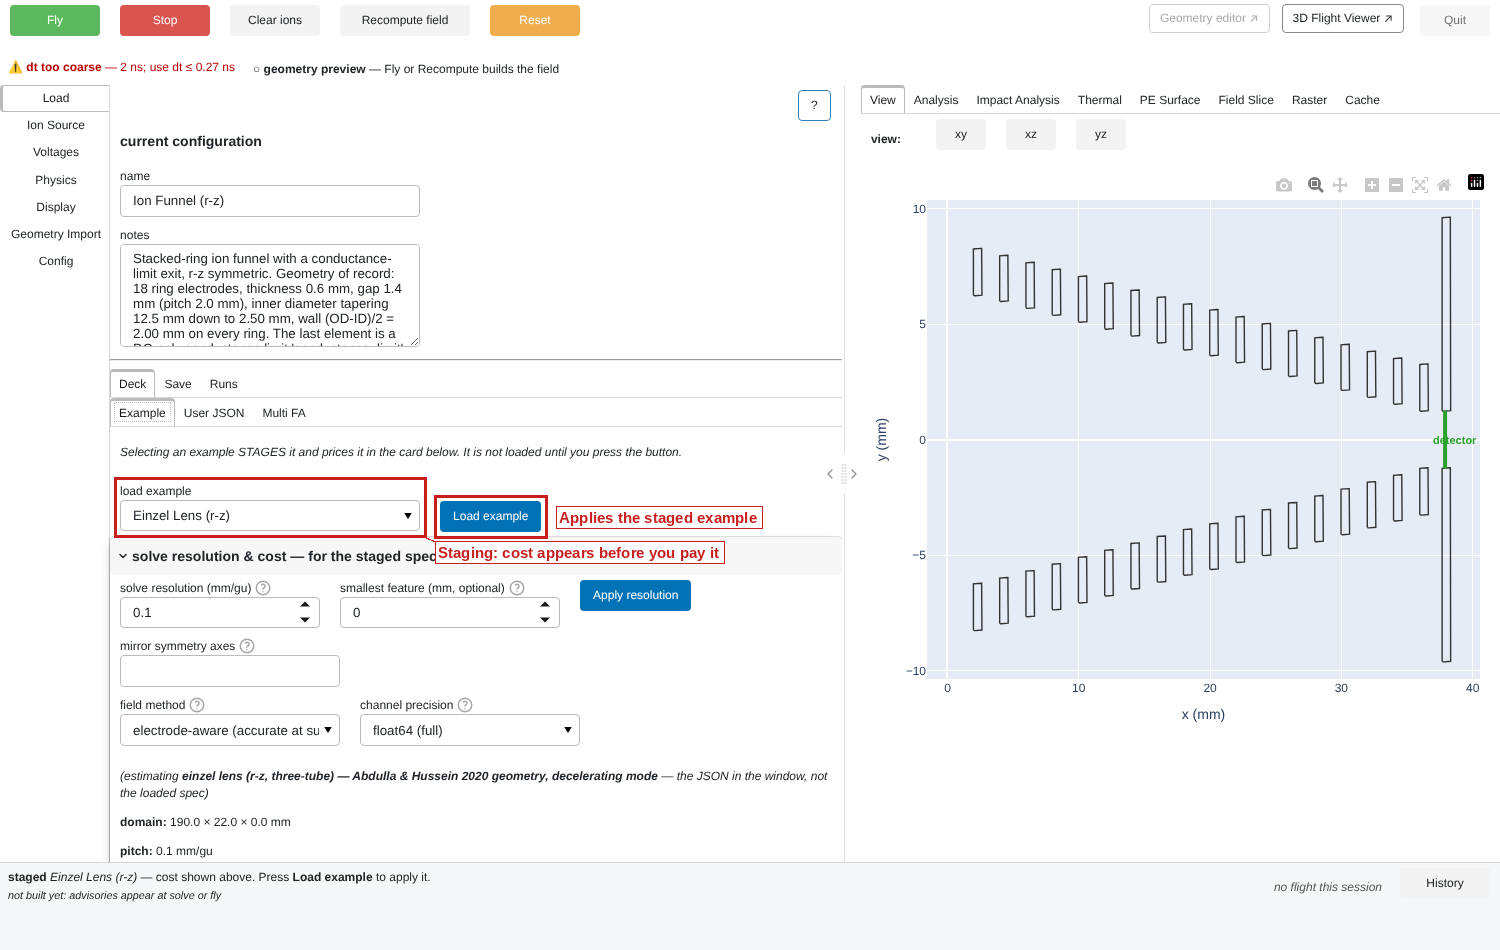 Fly
Stop
Clear ions
Recompute field
Reset
Geometry editor ↗
3D Flight Viewer ↗
Quit
⚠️ dt too coarse — 2 ns; use dt ≤ 0.27 ns
○ geometry preview — Fly or Recompute builds the field
Load
Ion Source
Voltages
Physics
Display
Geometry Import
Config
?
current configuration
name
Ion Funnel (r-z)
notes
Stacked-ring ion funnel with a conductance-
limit exit, r-z symmetric. Geometry of record:
18 ring electrodes, thickness 0.6 mm, gap 1.4
mm (pitch 2.0 mm), inner diameter tapering
12.5 mm down to 2.50 mm, wall (OD-ID)/2 =
2.00 mm on every ring. The last element is a
Deck
Save
Runs
Example
User JSON
Multi FA
Selecting an example STAGES it and prices it in the card below. It is not loaded until you press the button.
load example
Einzel Lens (r-z)
Load example
Applies the staged example
Staging: cost appears before you pay it
solve resolution & cost — for the staged spec
solve resolution (mm/gu) ?
smallest feature (mm, optional) ?
0.1
0
Apply resolution
mirror symmetry axes ?
field method ?
channel precision ?
electrode-aware (accurate at su
float64 (full)
(estimating einzel lens (r-z, three-tube) — Abdulla & Hussein 2020 geometry, decelerating mode — the JSON in the window, not
the loaded spec)
domain: 190.0 × 22.0 × 0.0 mm
pitch: 0.1 mm/gu
View
Analysis
Impact Analysis
Thermal
PE Surface
Field Slice
Raster
Cache
view:
xy
xz
yz
10
5
0
−5
−10
y (mm)
detector
0
10
20
30
40
x (mm)
staged Einzel Lens (r-z) — cost shown above. Press Load example to apply it.
not built yet: advisories appear at solve or fly
no flight this session
History